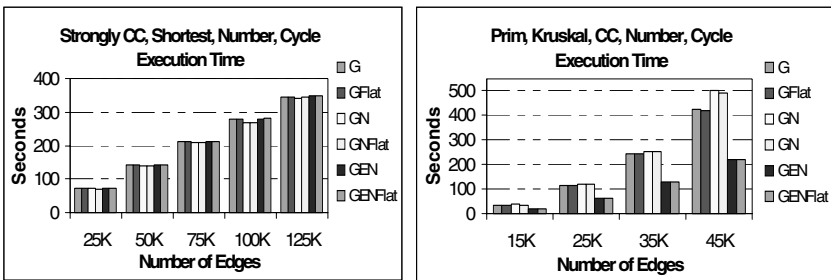 Strongly CC, Shortest, Number, Cycle
Execution Time
400
300
200
100
0
Seconds
25K 50K 75K 100K 125K
Number of Edges
G
GFlat
GN
GNFlat
GEN
GENFlat
Prim, Kruskal, CC, Number, Cycle
Execution Time
500
400
300
200
100
0
Seconds
15K 25K 35K 45K
Number of Edges
G
GFlat
GN
GN
GEN
GENFlat